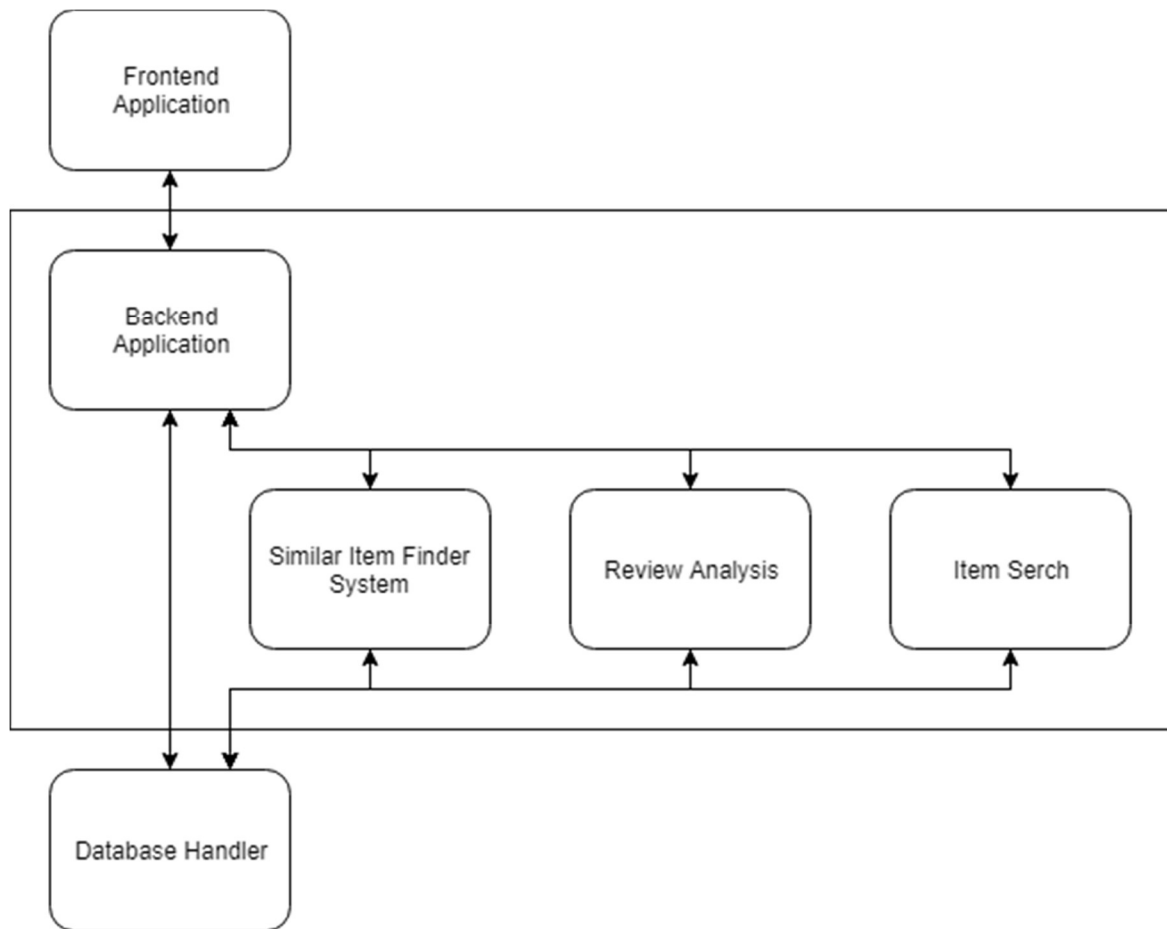 Frontend
Application
Backend
Application
Similar Item Finder
System
Review Analysis
Item Serch
Database Handler